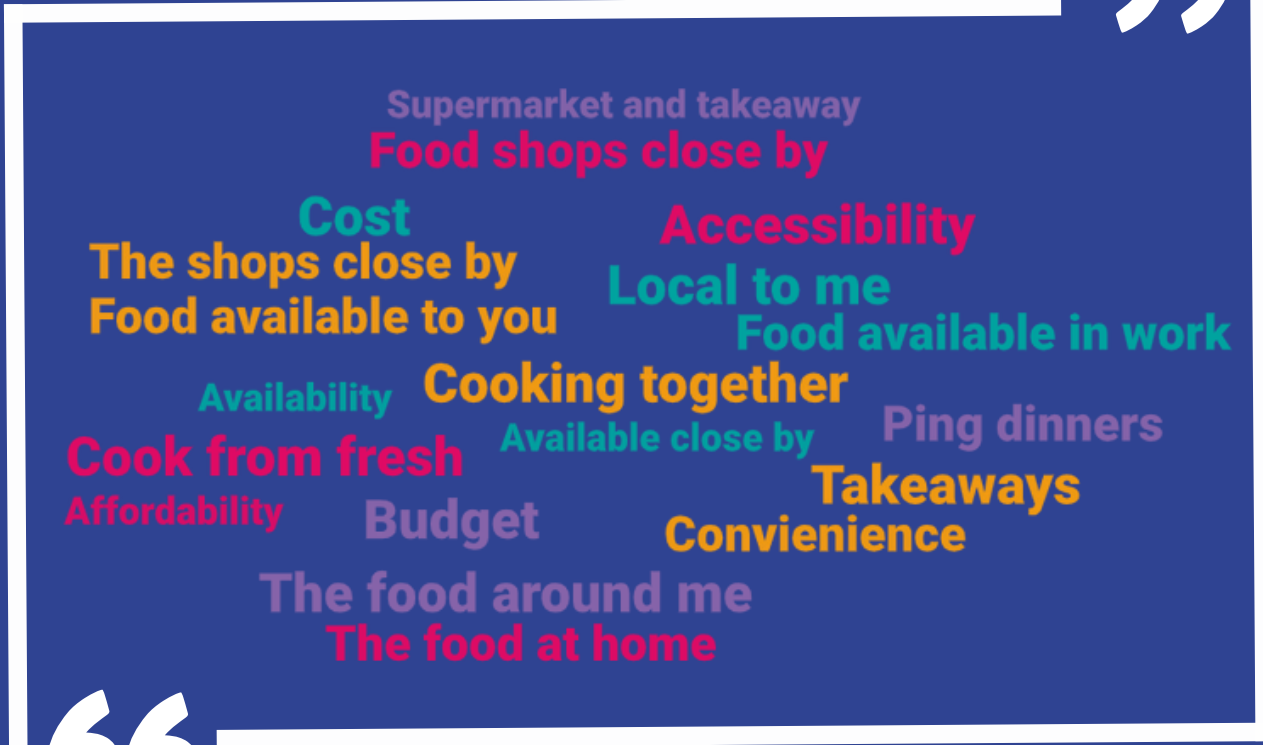 Supermarket and takeaway
Food shops close by
Cost
Accessibility
The shops close by
Local to me
Food available to you
Food available in work
Cooking together
Availability
Ping dinners
Available close by
Cook from fresh
Takeaways
Affordability
Budget
Convienience
The food around me
The food at home